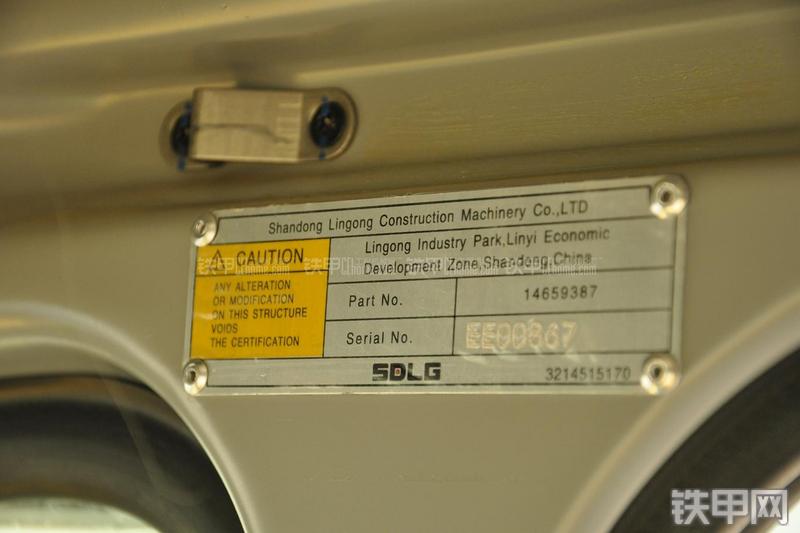 Shandong Lingong Construction Machinery Co.,LTD
CAUTION
ANY ALTERATION
OR MODIFICATION
ON THIS STRUCTURE
VOIDS
THE CERTIFICATION
Lingong Industry Park,Linyi Economic
Development Zone,Shandong,China
Part No. 14659387
Serial No. EE00867
SDLG 3214515170
铁甲网